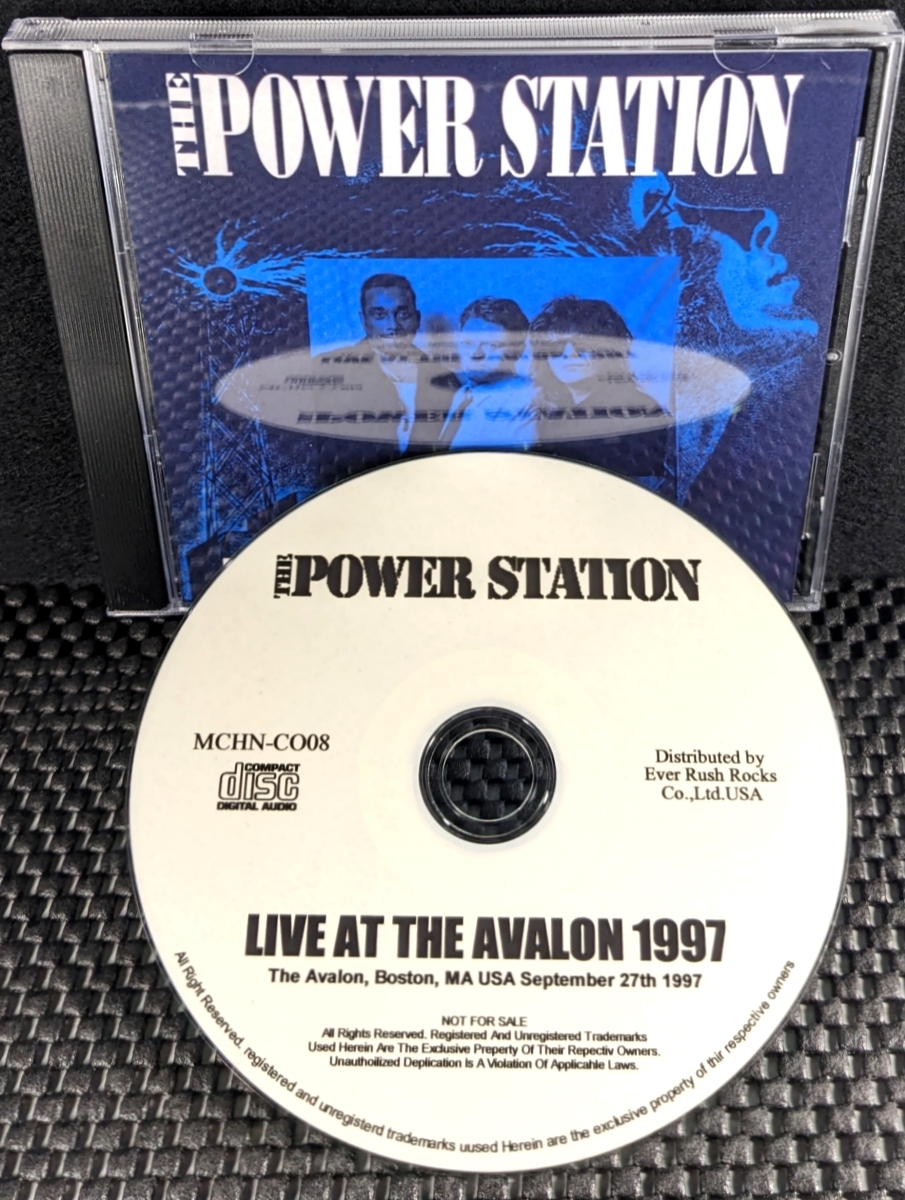 THE POWER STATION
THE POWER STATION
MCHN-CO08
COMPACT
disc
DIGITAL AUDIO
Distributed by
Ever Rush Rocks
Co.,Ltd.USA
LIVE AT THE AVALON 1997
The Avalon, Boston, MA USA September 27th 1997
NOT FOR SALE
All Rights Reserved. Registered And Unregistered Trademarks
Used Herein Are The Exclusive Preperty Of Their Repectiv Owners.
Unauthoilized Deplication Is A Violation Of Applicahle Laws.
All Right Reserved. registered and unregisterd trademarks uused Herein are the exclusive property of thir respective owners